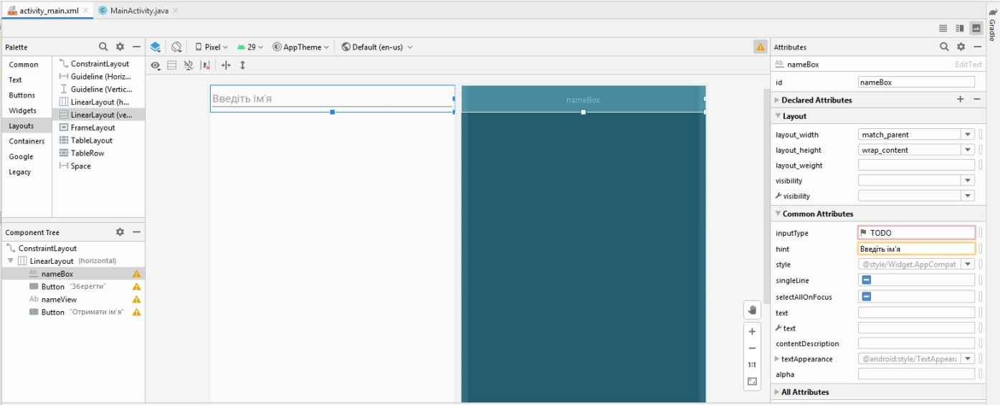 activity_main.xml
MainActivity.java
Gradle
Palette
Pixel
29
AppTheme
Default (en-us)
Attributes
Common
Text
Buttons
Widgets
Layouts
Containers
Google
Legacy
ConstraintLayout
Guideline (Horiz...
Guideline (Vertic...
LinearLayout (h...
LinearLayout (ve...
FrameLayout
TableLayout
TableRow
Space
Component Tree
ConstraintLayout
LinearLayout (horizontal)
Ab nameBox
Button "Зберегти"
Ab nameView
Button "Отримати ім'я"
Введіть ім'я
nameBox
1:1
Ab nameBox EditText
id nameBox
Declared Attributes
Layout
layout_width match_parent
layout_height wrap_content
layout_weight
visibility
visibility
Common Attributes
inputType TODO
hint Введіть ім'я
style @style/Widget.AppCompat
singleLine
selectAllOnFocus
text
text
contentDescription
textAppearance @android:style/TextAppeara
alpha
All Attributes